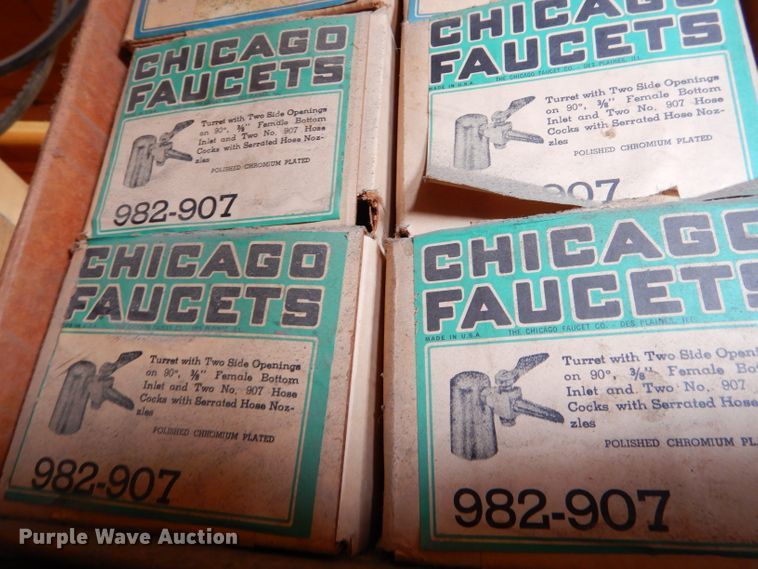 CHICAGO
FAUCETS
Turret with Two Side Openings
on 90°, ⅜" Female Bottom
Inlet and Two No. 907 Hose
Cocks with Serrated Hose Noz-
zles
POLISHED CHROMIUM PLATED
982-907
CHICAGO
FAUCETS
MADE IN U.S.A. THE CHICAGO FAUCET CO. - DES PLAINES, ILL.
Turret with Two Side Openings
on 90°, ⅜" Female Bottom
Inlet and Two No. 907 Hose
Cocks with Serrated Hose Noz-
zles
POLISHED CHROMIUM PLATED
907
CHICAGO
FAUCETS
Turret with Two Side Openings
on 90°, ⅜" Female Bottom
Inlet and Two No. 907 Hose
Cocks with Serrated Hose Noz-
zles
POLISHED CHROMIUM PLATED
982-907
CHICAGO
FAUCETS
MADE IN U.S.A. THE CHICAGO FAUCET CO. - DES PLAINES, ILL.
Turret with Two Side Openi
on 90°, ⅜" Female Bo
Inlet and Two No. 907
Cocks with Serrated Hose
zles
POLISHED CHROMIUM PL
982-907
Purple Wave Auction